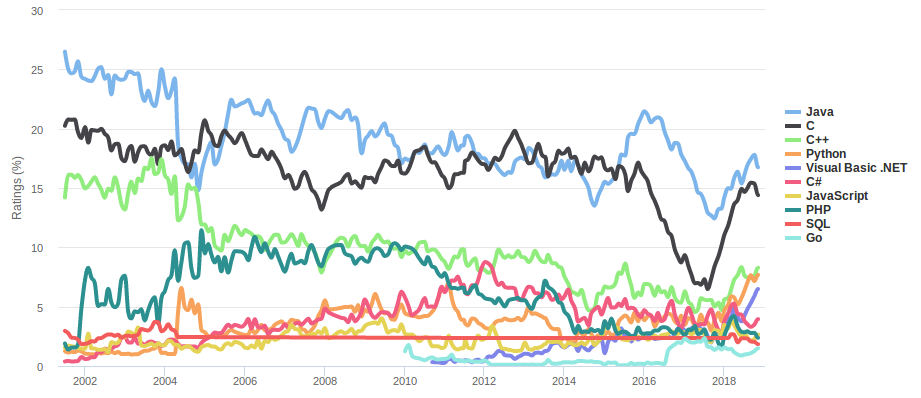 30
25
20
15
10
5
0
Ratings (%)
2002 2004 2006 2008 2010 2012 2014 2016 2018
Java
C
C++
Python
Visual Basic .NET
C#
JavaScript
PHP
SQL
Go